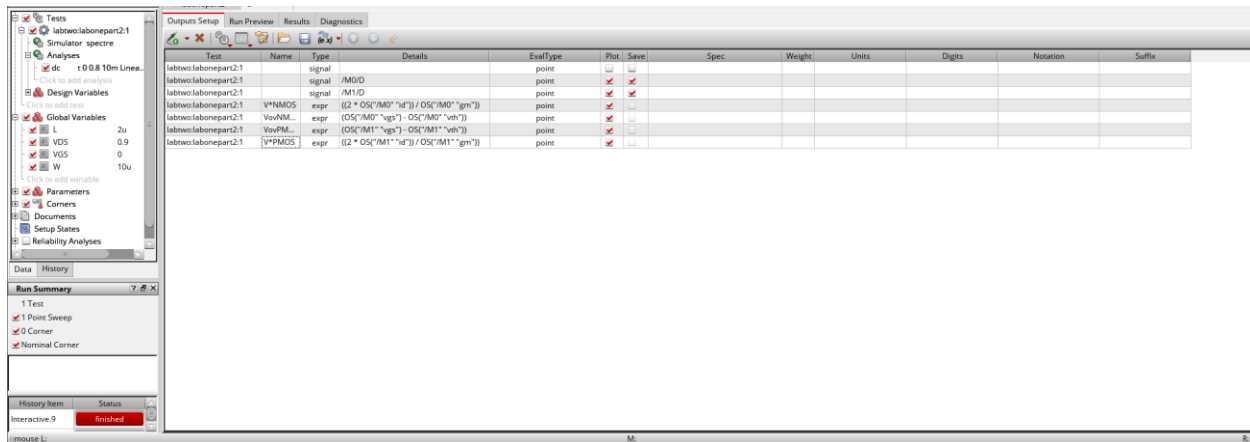 Tests
labtwo:labonepart2:1
Simulator spectre
Analyses
dc t 0 0.8 10m Linea..
Click to add analysis
Design Variables
Click to add test
Global Variables
L 2u
VDS 0.9
VGS 0
W 10u
Click to add variable
Parameters
Corners
Documents
Setup States
Reliability Analyses
Data History
Run Summary
1 Test
1 Point Sweep
0 Corner
Nominal Corner
History Item Status
Interactive.9 finished
mouse L:
Outputs Setup Run Preview Results Diagnostics
Test Name Type Details EvalType Plot Save Spec Weight Units Digits Notation Suffix
labtwo:labonepart2:1 signal point
labtwo:labonepart2:1 signal /M0/D point
labtwo:labonepart2:1 signal /M1/D point
labtwo:labonepart2:1 V*NMOS expr ((2 * OS("/M0" "id")) / OS("/M0" "gm")) point
labtwo:labonepart2:1 VovNM... expr (OS("/M0" "vgs") - OS("/M0" "vth")) point
labtwo:labonepart2:1 VovPM... expr (OS("/M1" "vgs") - OS("/M1" "vth")) point
labtwo:labonepart2:1 V*PMOS expr ((2 * OS("/M1" "id")) / OS("/M1" "gm")) point
M:
R: